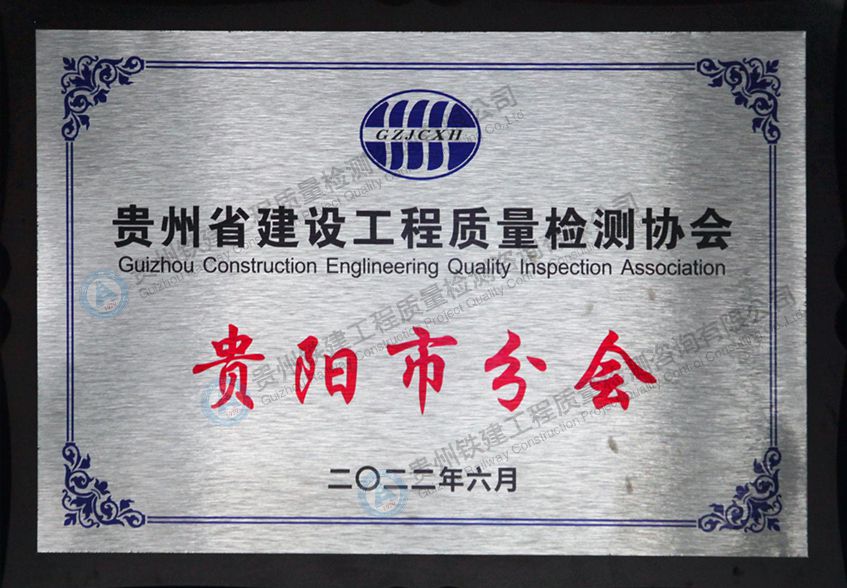 GZJCXH
贵州省建设工程质量检测协会
Guizhou Construction Englineering Quality Inspection Association
贵阳市分会
二〇二二年六月
贵州铁建工程质量检测咨询有限公司